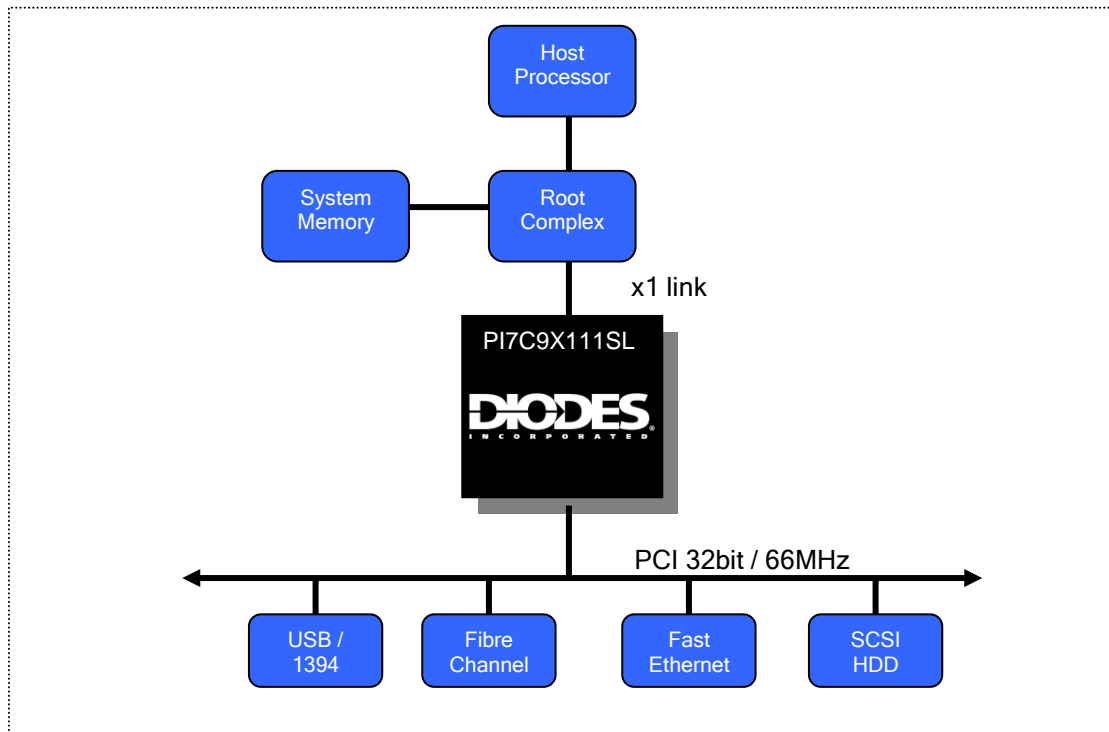 Host
Processor
System
Memory
Root
Complex
x1 link
PI7C9X111SL
DIODES®
INCORPORATED
PCI 32bit / 66MHz
USB /
1394
Fibre
Channel
Fast
Ethernet
SCSI
HDD